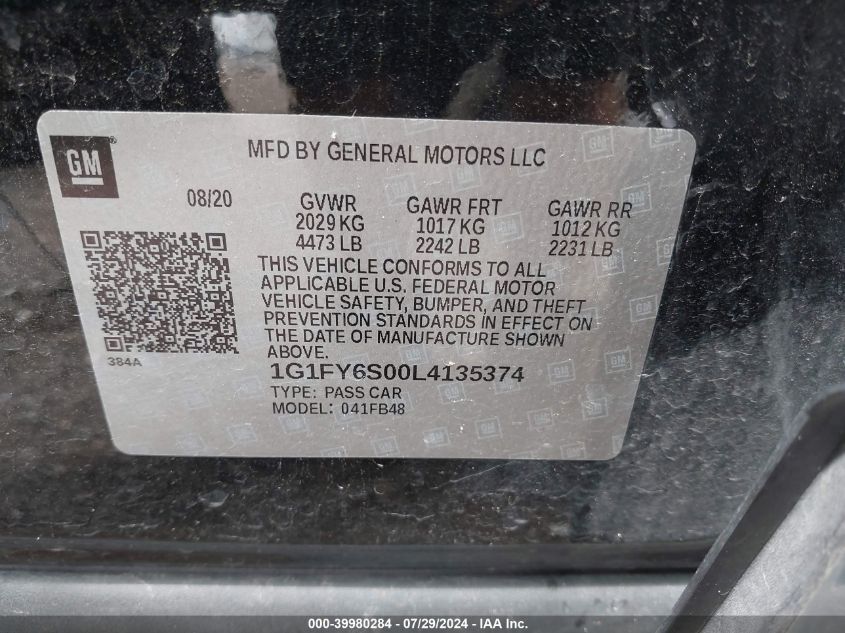 GM
MFD BY GENERAL MOTORS LLC
08/20
GVWR GAWR FRT GAWR RR
2029 KG 1017 KG 1012 KG
4473 LB 2242 LB 2231 LB
THIS VEHICLE CONFORMS TO ALL
APPLICABLE U.S. FEDERAL MOTOR
VEHICLE SAFETY, BUMPER, AND THEFT
PREVENTION STANDARDS IN EFFECT ON
THE DATE OF MANUFACTURE SHOWN
ABOVE.
384A
1G1FY6S00L4135374
TYPE: PASS CAR
MODEL: 041FB48
000-39980284 - 07/29/2024 - IAAI.com